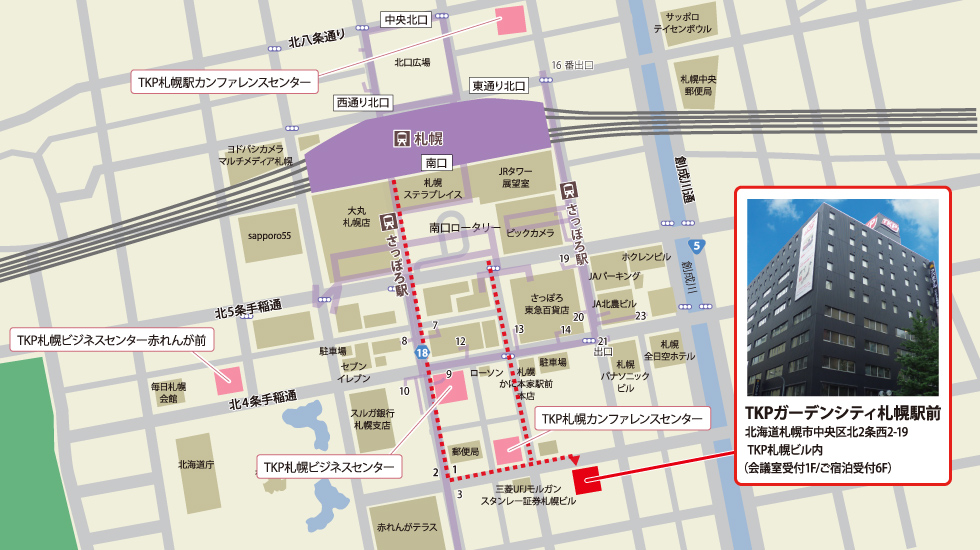 中央北口
サッポロ
テイセンボウル
北八条通り
北口広場
16 番出口
TKP札幌駅カンファレンスセンター
東通り北口
札幌中央
郵便局
西通り北口
札幌
ヨドバシカメラ
マルチメディア札幌
南口
JRタワー
展望室
創成川通
札幌
ステラプレイス
大丸
札幌店
さっぽろ駅
さっぽろ駅
南口ロータリー
ビックカメラ
sapporo55
5
ホクレンビル
19
創成川
JAパーキング
さっぽろ
東急百貨店
JA北農ビル
北5条手稲通
20
23
7
13
14
TKP札幌ビジネスセンター赤れんが前
8
12
21
出口
駐車場
18
札幌
全日空ホテル
セブン
イレブン
9
ローソン
札幌
かに本家駅前
本店
駐車場
札幌
パナソニック
ビル
毎日札幌
会館
北4条手稲通
10
スルガ銀行
札幌支店
TKP札幌カンファレンスセンター
郵便局
北海道庁
TKP札幌ビジネスセンター
2
1
3
三菱UFJモルガン
スタンレー証券札幌ビル
赤れんがテラス
TKP
TKPガーデンシティ札幌駅前
北海道札幌市中央区北2条西2-19
TKP札幌ビル内
(会議室受付1F/ご宿泊受付6F)